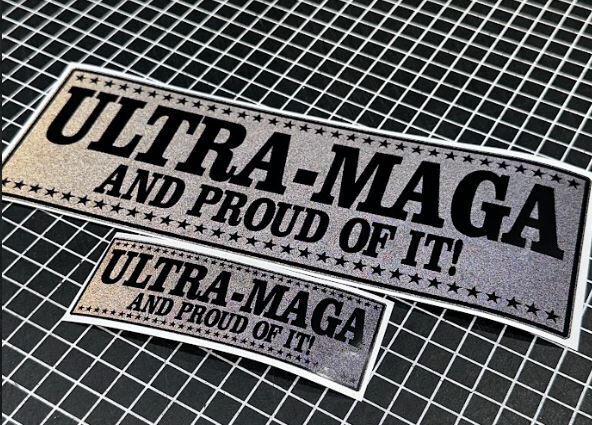 ULTRA-MAGA
AND PROUD OF IT!
ULTRA-MAGA
AND PROUD OF IT!